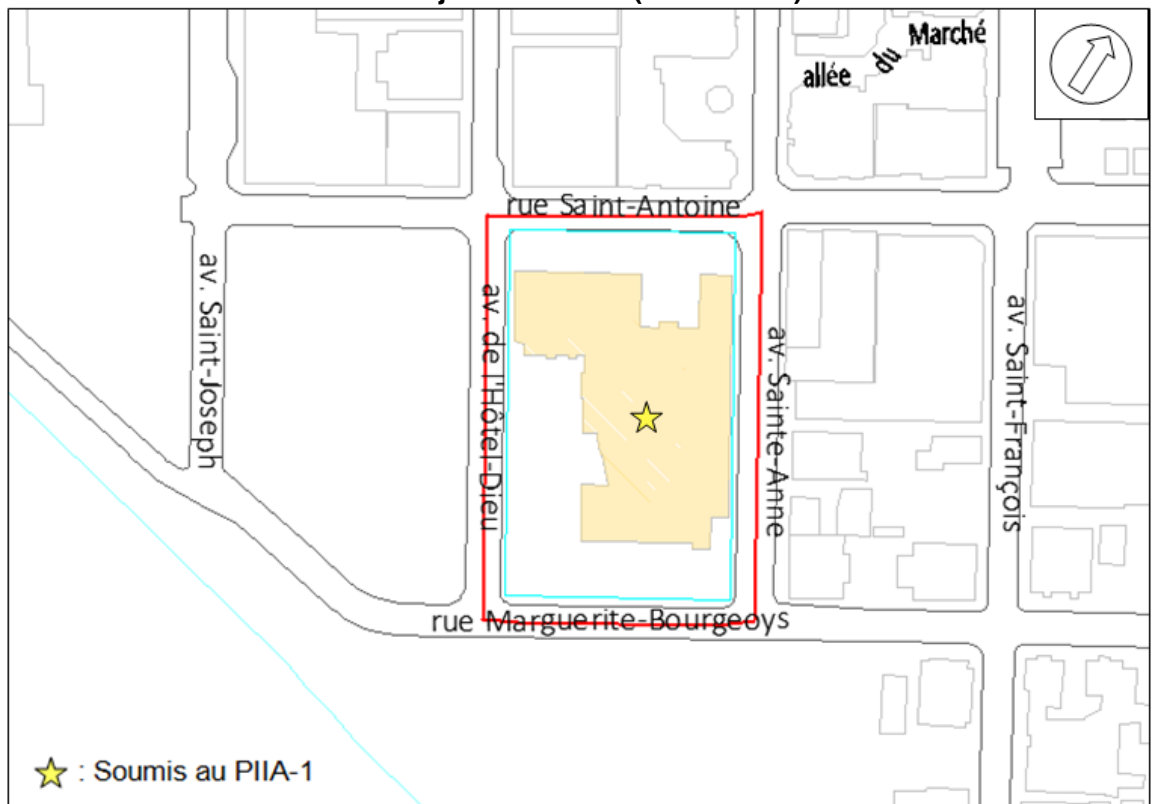 allée du Marché
rue Saint-Antoine
av. Saint-Joseph
av. de l'Hôtel-Dieu
av. Sainte-Anne
av. Saint-François
rue Marguerite-Bourgeoys
: Soumis au PIIA-1